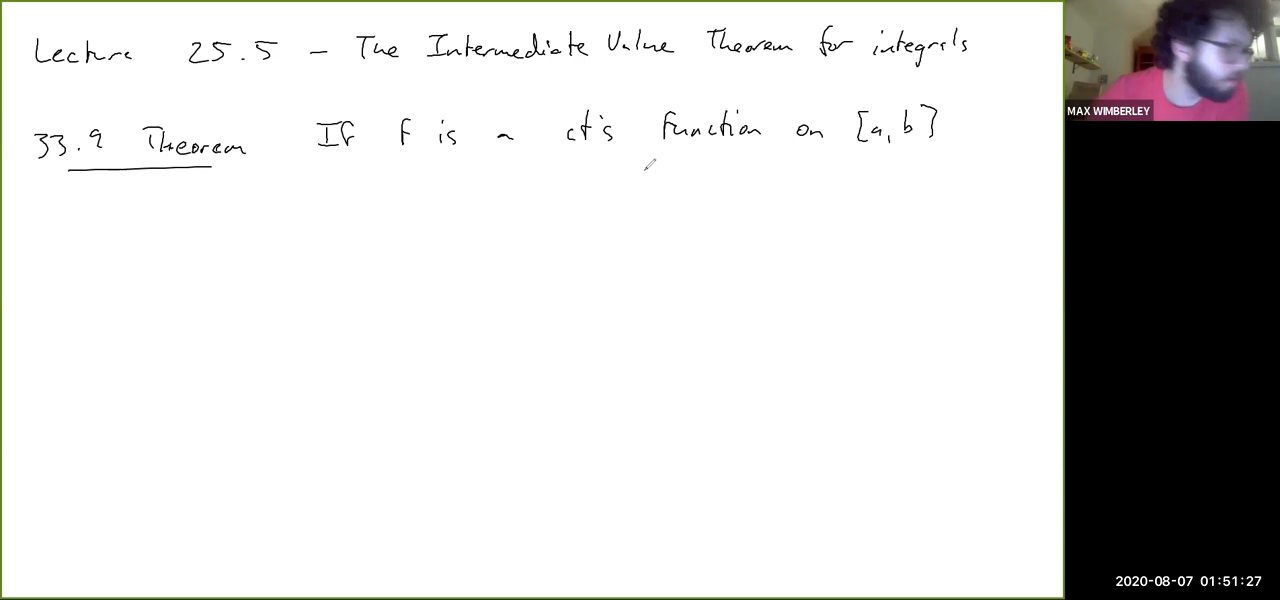 Lecture 25.5 - The Intermediate Value Theorem for integrals
33.9 Theorem If f is a ct's function on [a, b]
MAX WIMBERLEY
2020-08-07 01:51:27